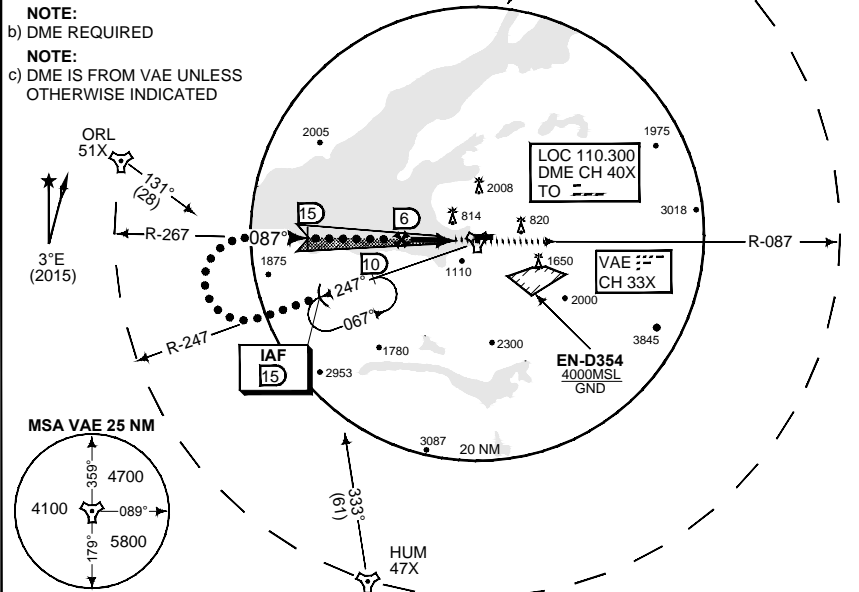 NOTE:
b) DME REQUIRED
NOTE:
c) DME IS FROM VAE UNLESS
OTHERWISE INDICATED
ORL
51X
131°
(28)
3°E
(2015)
2005
2008
814
820
1975
3018
LOC 110.300
DME CH 40X
TO
15
6
087°
R-267
R-087
1875
10
1110
1650
VAE
CH 33X
247°
067°
2000
R-247
IAF
15
1780
2953
2300
3845
EN-D354
4000MSL
GND
3087
20 NM
MSA VAE 25 NM
359°
4700
4100
089°
179°
5800
333°
(61)
HUM
47X